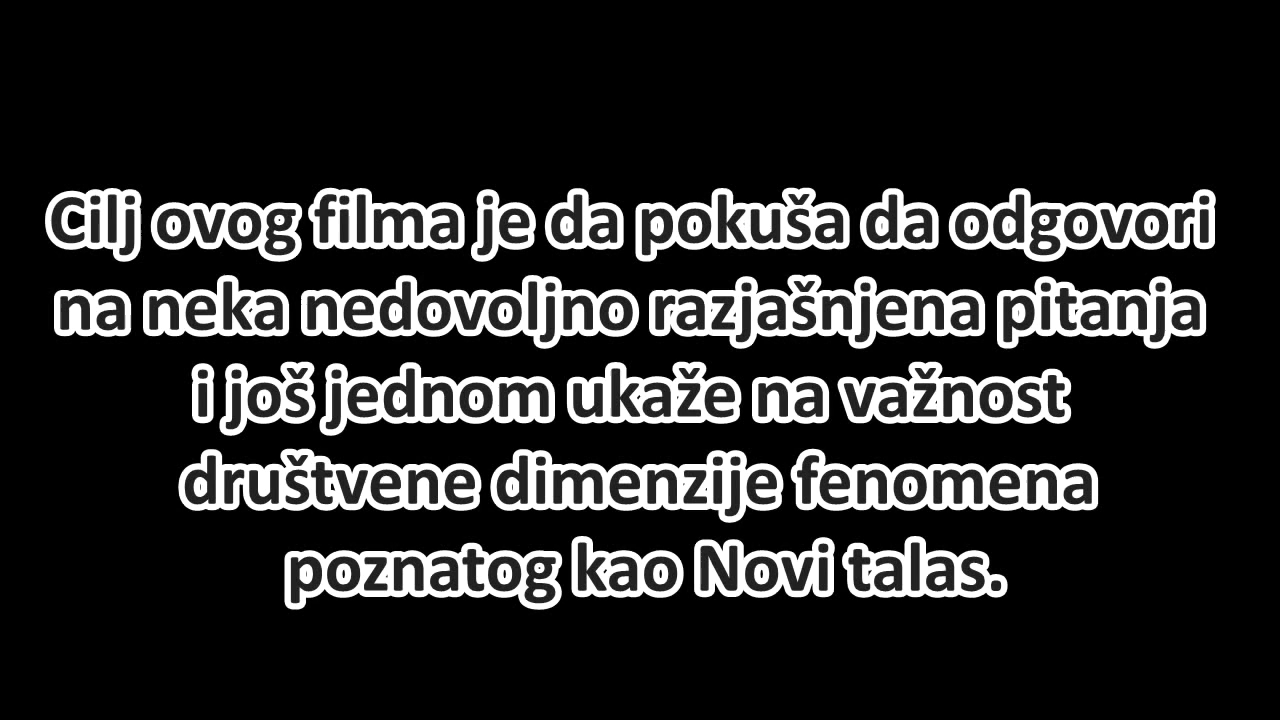 Cilj ovog filma je da pokuša da odgovori
na neka nedovoljno razjašnjena pitanja
i još jednom ukaže na važnost
društvene dimenzije fenomena
poznatog kao Novi talas.